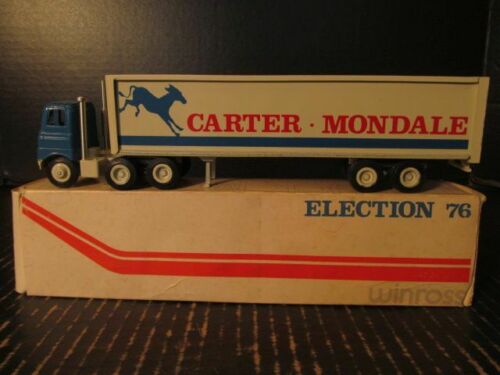 CARTER · MONDALE
ELECTION '76
winross